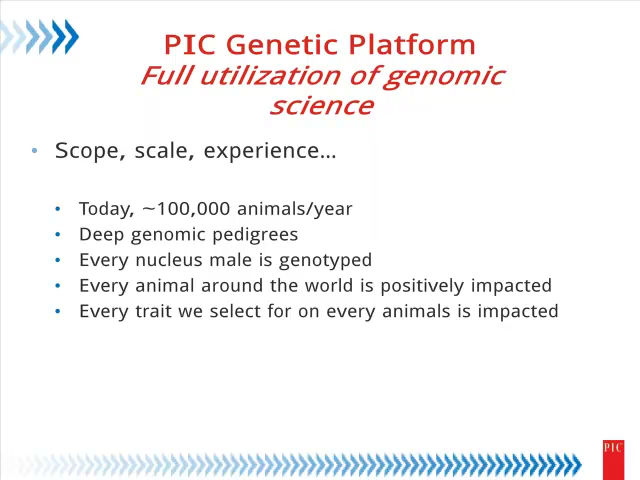 PIC Genetic Platform
Full utilization of genomic
science
• Scope, scale, experience…
• Today, ~100,000 animals/year
• Deep genomic pedigrees
• Every nucleus male is genotyped
• Every animal around the world is positively impacted
• Every trait we select for on every animals is impacted
PIC